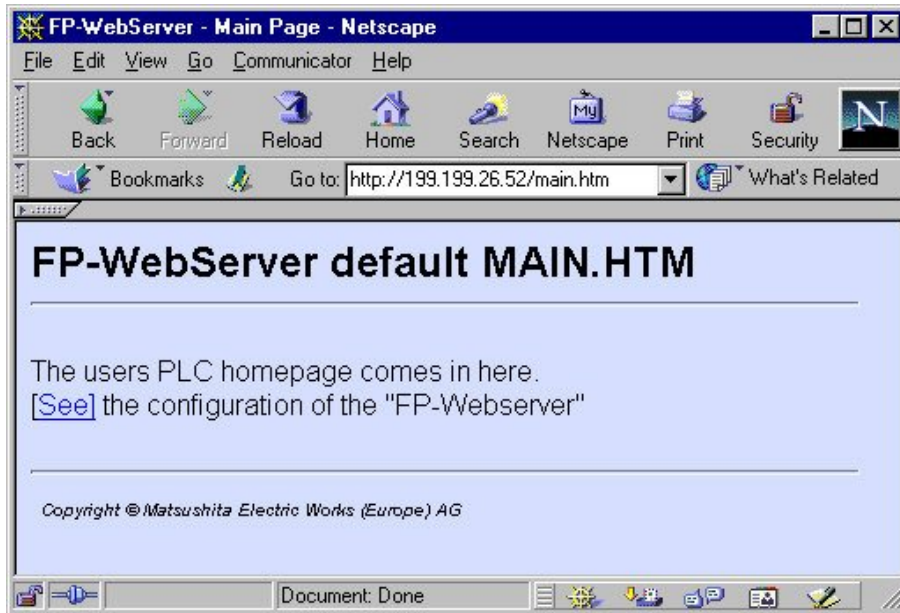 FP-WebServer - Main Page - Netscape
File Edit View Go Communicator Help
Back Forward Reload Home Search Netscape Print Security
My
N
Bookmarks Go to: http://199.199.26.52/main.htm What's Related
FP-WebServer default MAIN.HTM
The users PLC homepage comes in here.
[See] the configuration of the "FP-Webserver"
Copyright © Matsushita Electric Works (Europe) AG
Document: Done